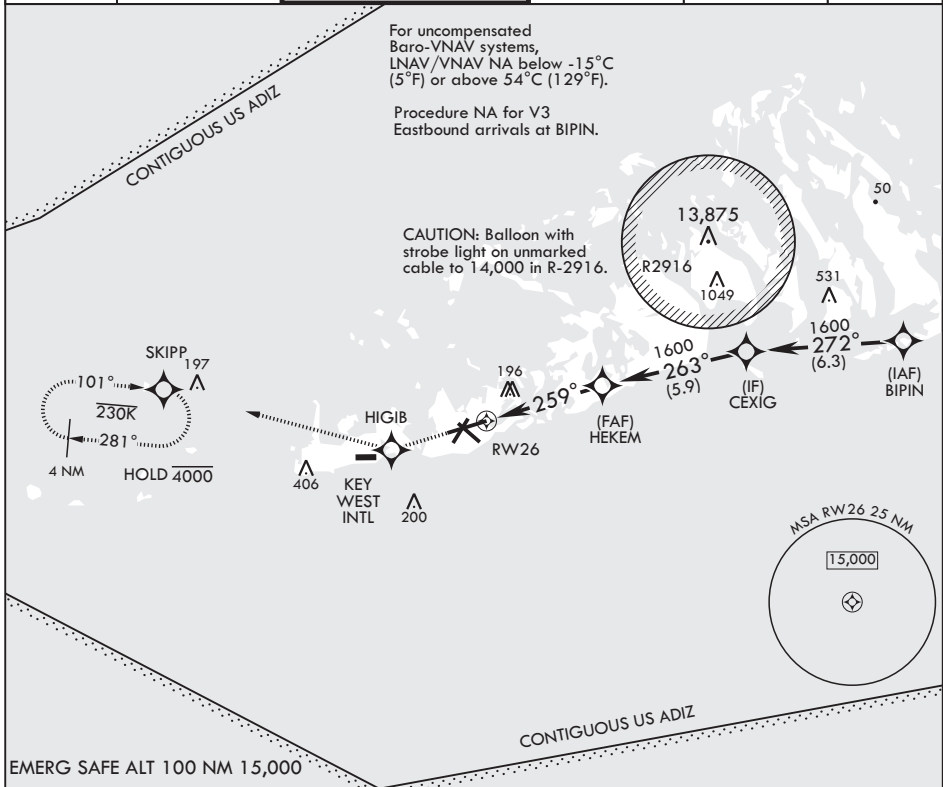 For uncompensated
Baro-VNAV systems,
LNAV/VNAV NA below -15°C
(5°F) or above 54°C (129°F).
Procedure NA for V3
Eastbound arrivals at BIPIN.
CONTIGUOUS US ADIZ
CAUTION: Balloon with
strobe light on unmarked
cable to 14,000 in R-2916.
13,875
R2916
1049
50
531
1600
272°
(6.3)
(IAF)
BIPIN
1600
263°
(5.9)
(IF)
CEXIG
SKIPP
197
101°
230K
281°
4 NM
HOLD 4000
196
259°
(FAF)
HEKEM
HIGIB
RW26
406
KEY
WEST
INTL
200
MSA RW26 25 NM
15,000
CONTIGUOUS US ADIZ
EMERG SAFE ALT 100 NM 15,000